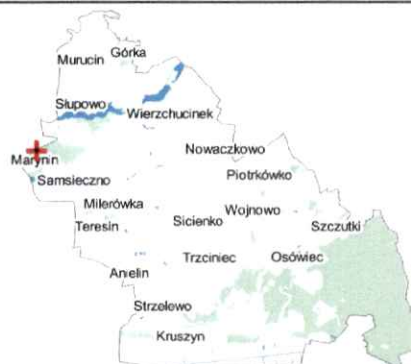 Górka
Murucin
Słupowo
Wierzchucinek
Marynin
Nowaczkowo
Samsieczno
Piotrkówko
Milerówka
Wojnowo
Sicienko
Teresin
Szczutki
Trzciniec
Osówiec
Anielin
Strzelewo
Kruszyn